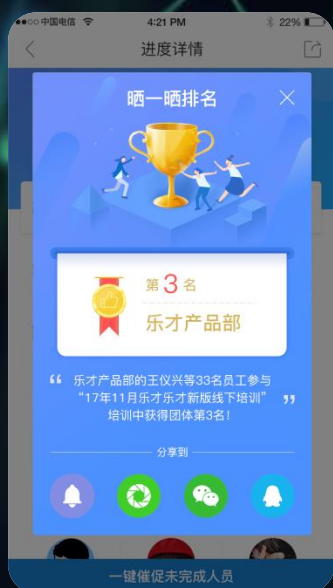 中国电信 4:21 PM 22%
进度详情
晒一晒排名
第3名
乐才产品部
“ 乐才产品部的王仪兴等33名员工参与
“17年11月乐才乐才新版线下培训”
培训中获得团体第3名! ”
分享到
一键催促未完成人员